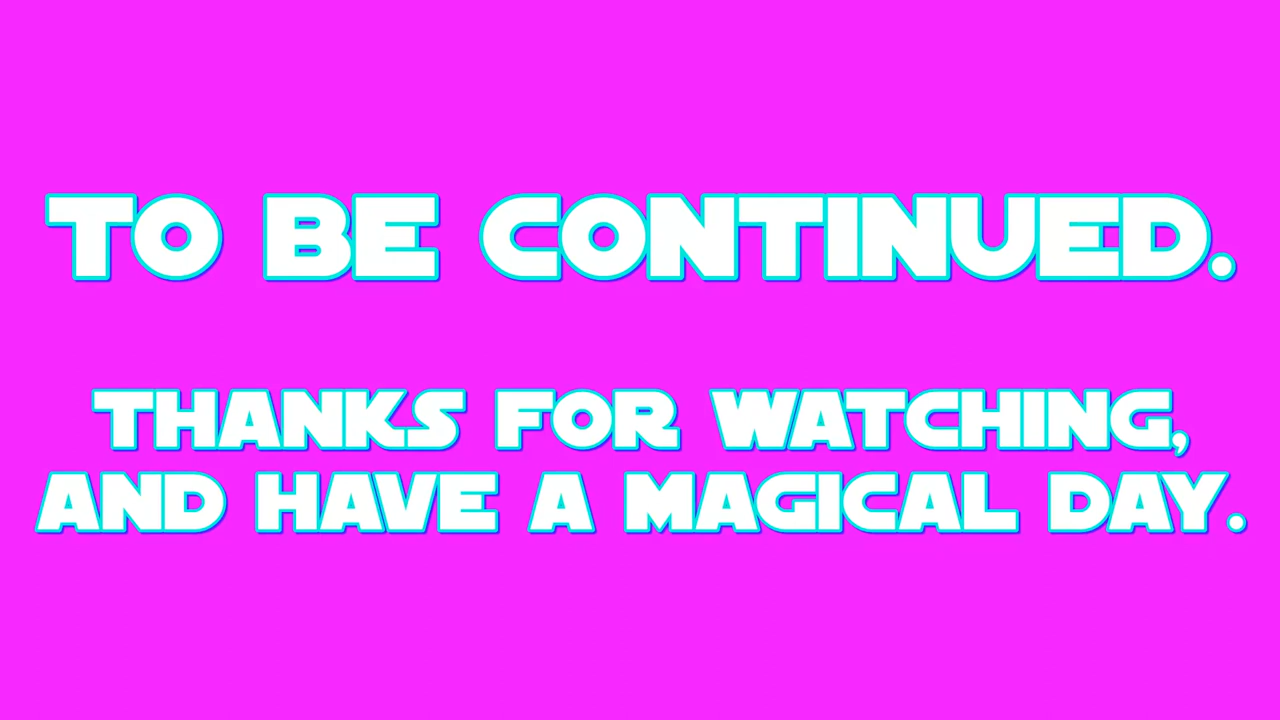 TO BE CONTINUED.
THANKS FOR WATCHING,
AND HAVE A MAGICAL DAY.